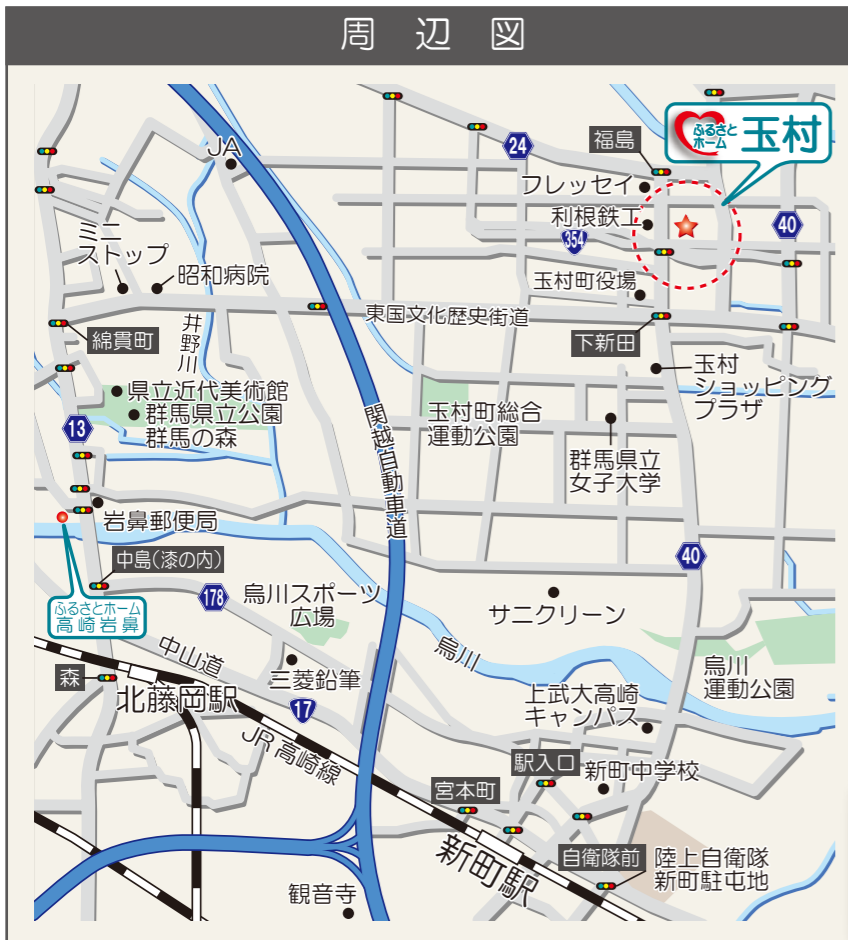 周辺図
ふるさと
ホーム
玉村
24
福島
JA
フレッセイ
利根鉄工
354
40
ミニ
ストップ
昭和病院
玉村町役場
東国文化歴史街道
綿貫町
井野川
下新田
玉村
ショッピング
プラザ
県立近代美術館
群馬県立公園
群馬の森
13
関越自動車道
玉村町総合
運動公園
群馬県立
女子大学
岩鼻郵便局
中島(漆の内)
40
178
ふるさとホーム
高崎岩鼻
烏川スポーツ
広場
サニクリーン
中山道
烏川
烏川
運動公園
森
北藤岡駅
三菱鉛筆
17
JR高崎線
上武大高崎
キャンパス
駅入口
新町中学校
宮本町
新町駅
自衛隊前
陸上自衛隊
新町駐屯地
観音寺